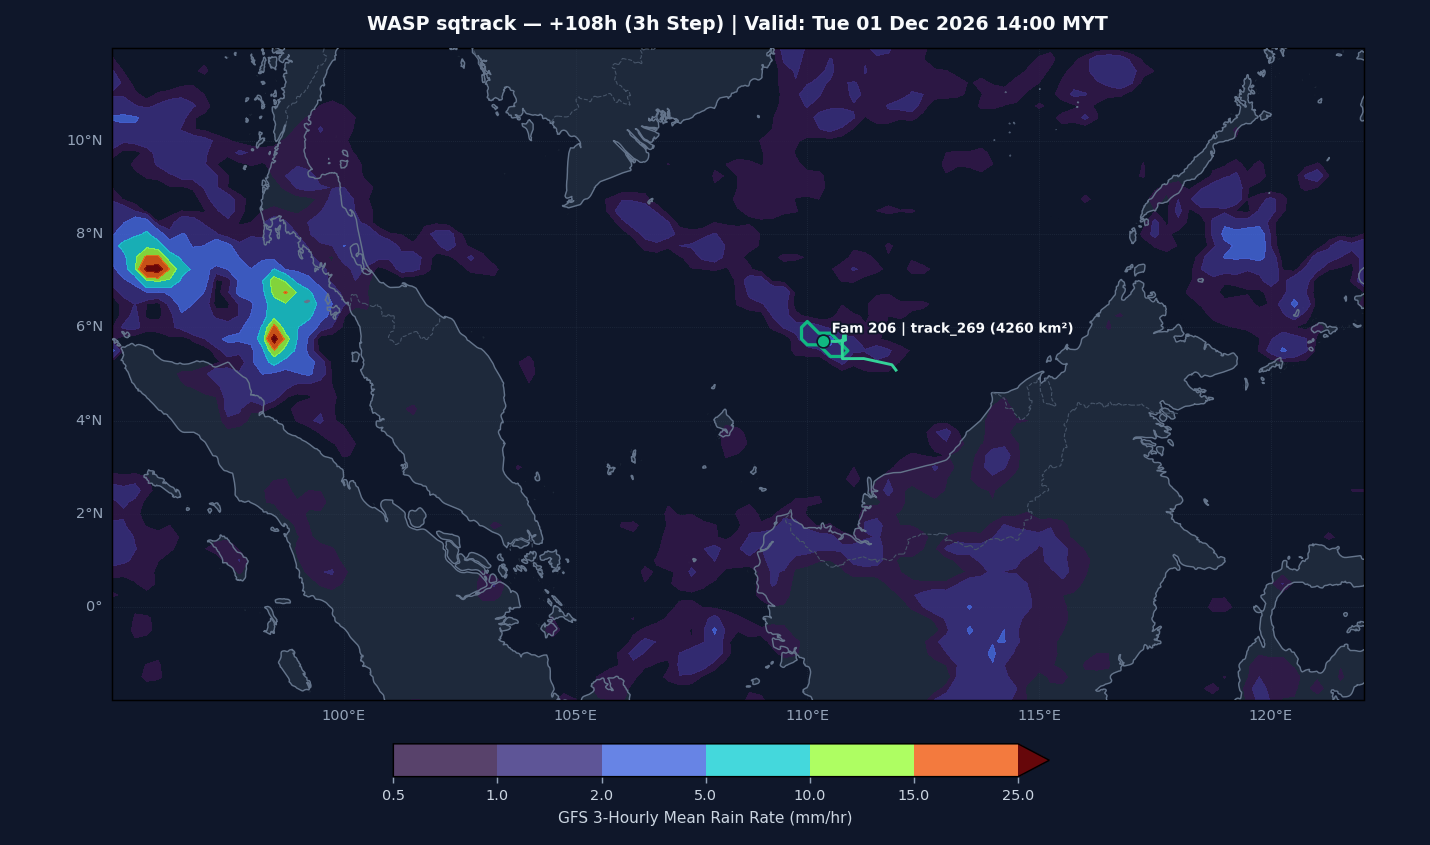 WASP sqtrack — +108h (3h Step) | Valid: Tue 01 Dec 2026 14:00 MYT
10°N
8°N
6°N
4°N
2°N
0°
Fam 206 | track_269 (4260 km²)
100°E
105°E
110°E
115°E
120°E
0.5
1.0
2.0
5.0
10.0
15.0
25.0
GFS 3-Hourly Mean Rain Rate (mm/hr)